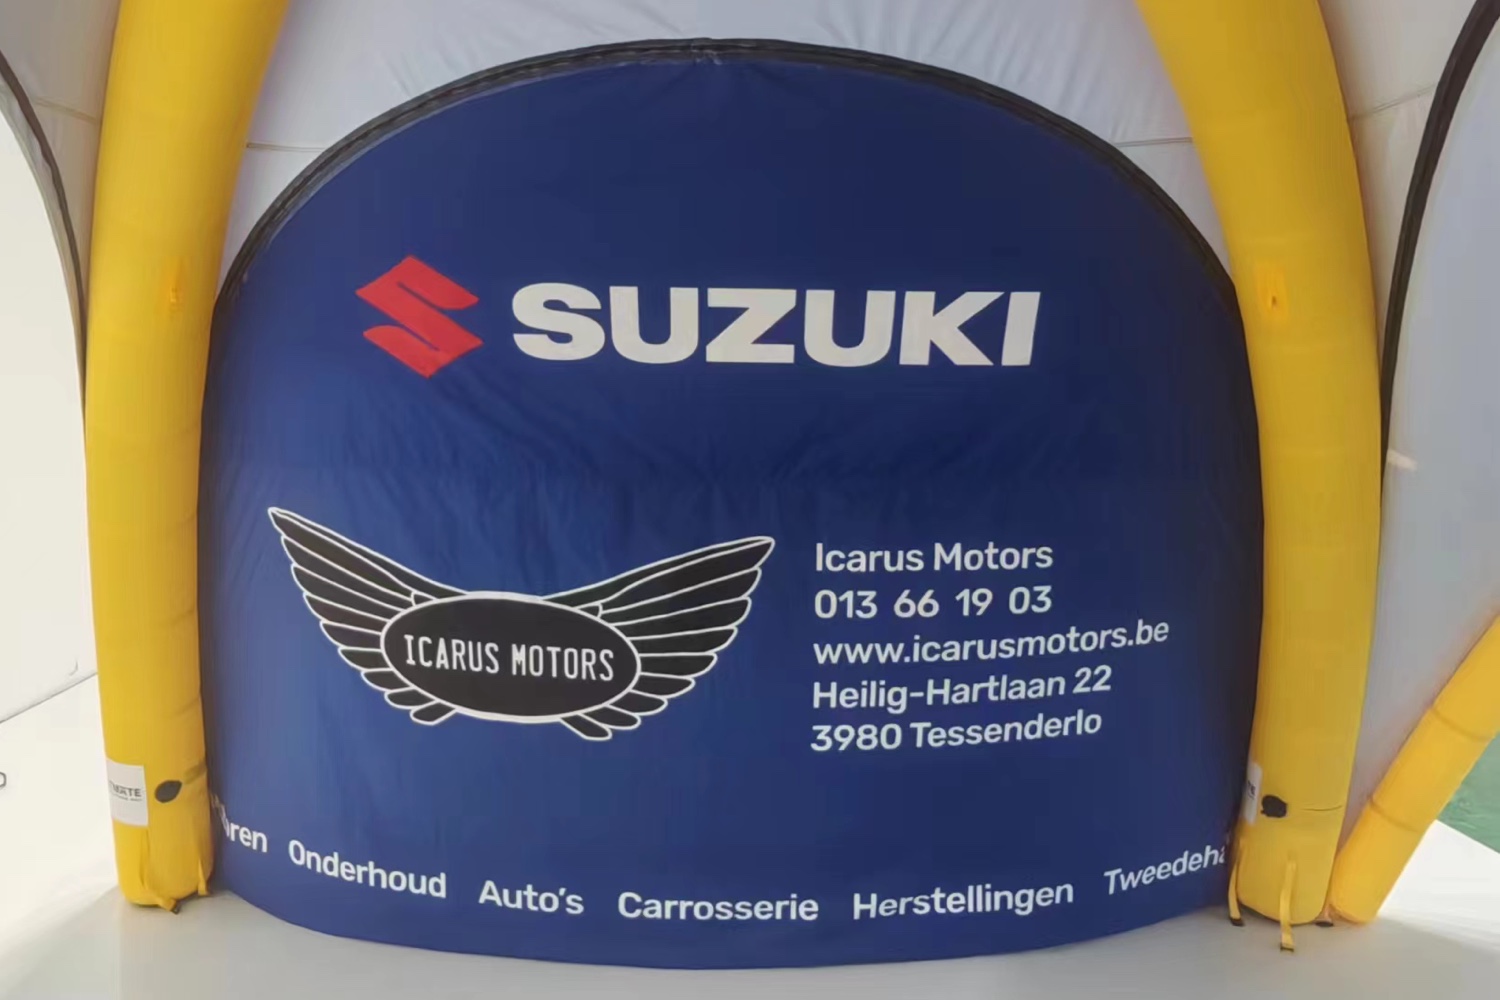 SUZUKI
ICARUS MOTORS
Icarus Motors
013 66 19 03
www.icarusmotors.be
Heilig-Hartlaan 22
3980 Tessenderlo
Onderhoud Auto's Carrosserie Herstellingen